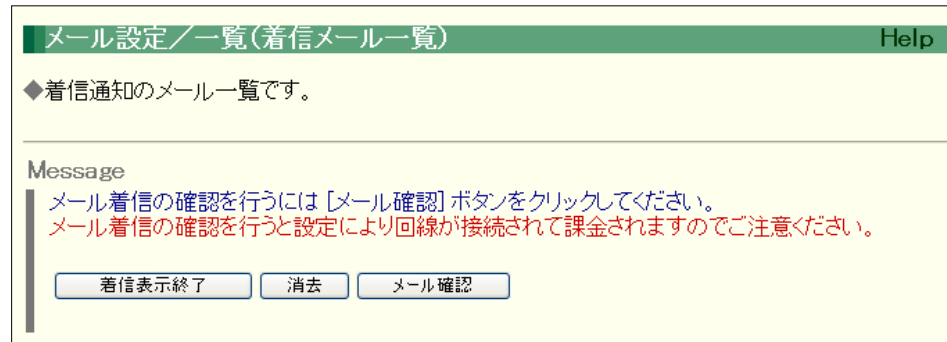 メール設定／一覧(着信メール一覧)
Help
◆着信通知のメール一覧です。
Message
メール着信の確認を行うには [メール確認] ボタンをクリックしてください。
メール着信の確認を行うと設定により回線が接続されて課金されますのでご注意ください。
着信表示終了 消去 メール確認